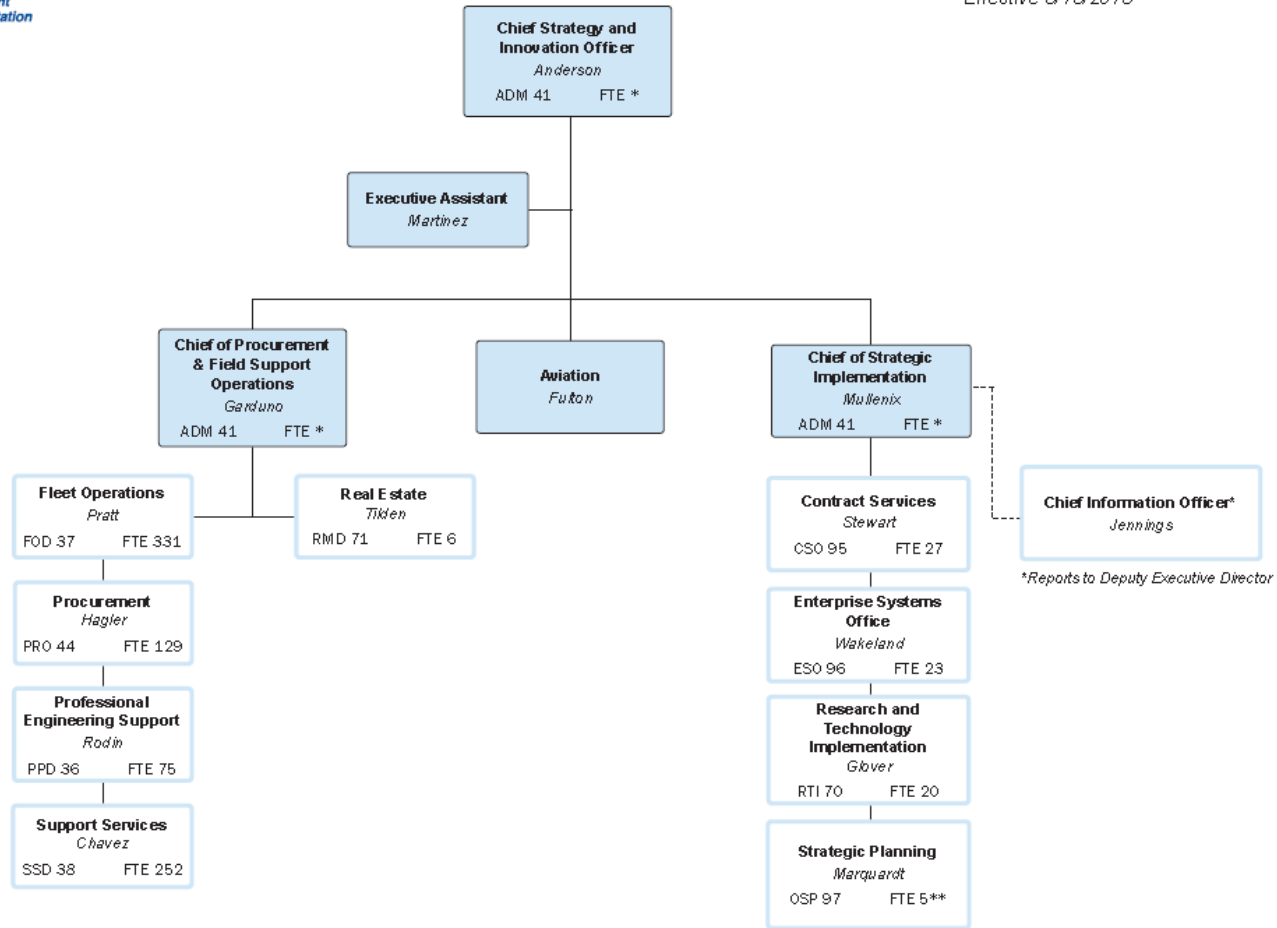 Chief Strategy and
Innovation Officer
Anderson
ADM 41 FTE *
Executive Assistant
Martinez
Chief of Procurement
& Field Support
Operations
Garduno
ADM 41 FTE *
Aviation
Fulton
Chief of Strategic
Implementation
Mullenix
ADM 41 FTE *
Fleet Operations
Pratt
FOD 37 FTE 331
Real Estate
Tilden
RMD 71 FTE 6
Contract Services
Stewart
CSO 95 FTE 27
Chief Information Officer*
Jennings
*Reports to Deputy Executive Director
Procurement
Hagler
PRO 44 FTE 129
Enterprise Systems
Office
Wakeland
ESO 96 FTE 23
Professional
Engineering Support
Rodin
PPD 36 FTE 75
Research and
Technology
Implementation
Glover
RTI 70 FTE 20
Support Services
Chavez
SSD 38 FTE 252
Strategic Planning
Marquardt
OSP 97 FTE 5**